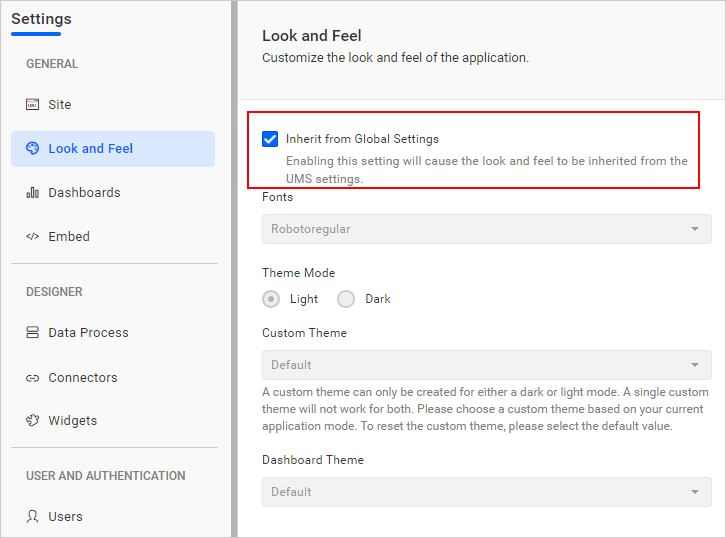 Settings
GENERAL
Site
Look and Feel
Dashboards
Embed
DESIGNER
Data Process
Connectors
Widgets
USER AND AUTHENTICATION
Users
Look and Feel
Customize the look and feel of the application.
Inherit from Global Settings
Enabling this setting will cause the look and feel to be inherited from the
UMS settings.
Fonts
Robotoregular
Theme Mode
Light Dark
Custom Theme
Default
A custom theme can only be created for either a dark or light mode. A single custom
theme will not work for both. Please choose a custom theme based on your current
application mode. To reset the custom theme, please select the default value.
Dashboard Theme
Default